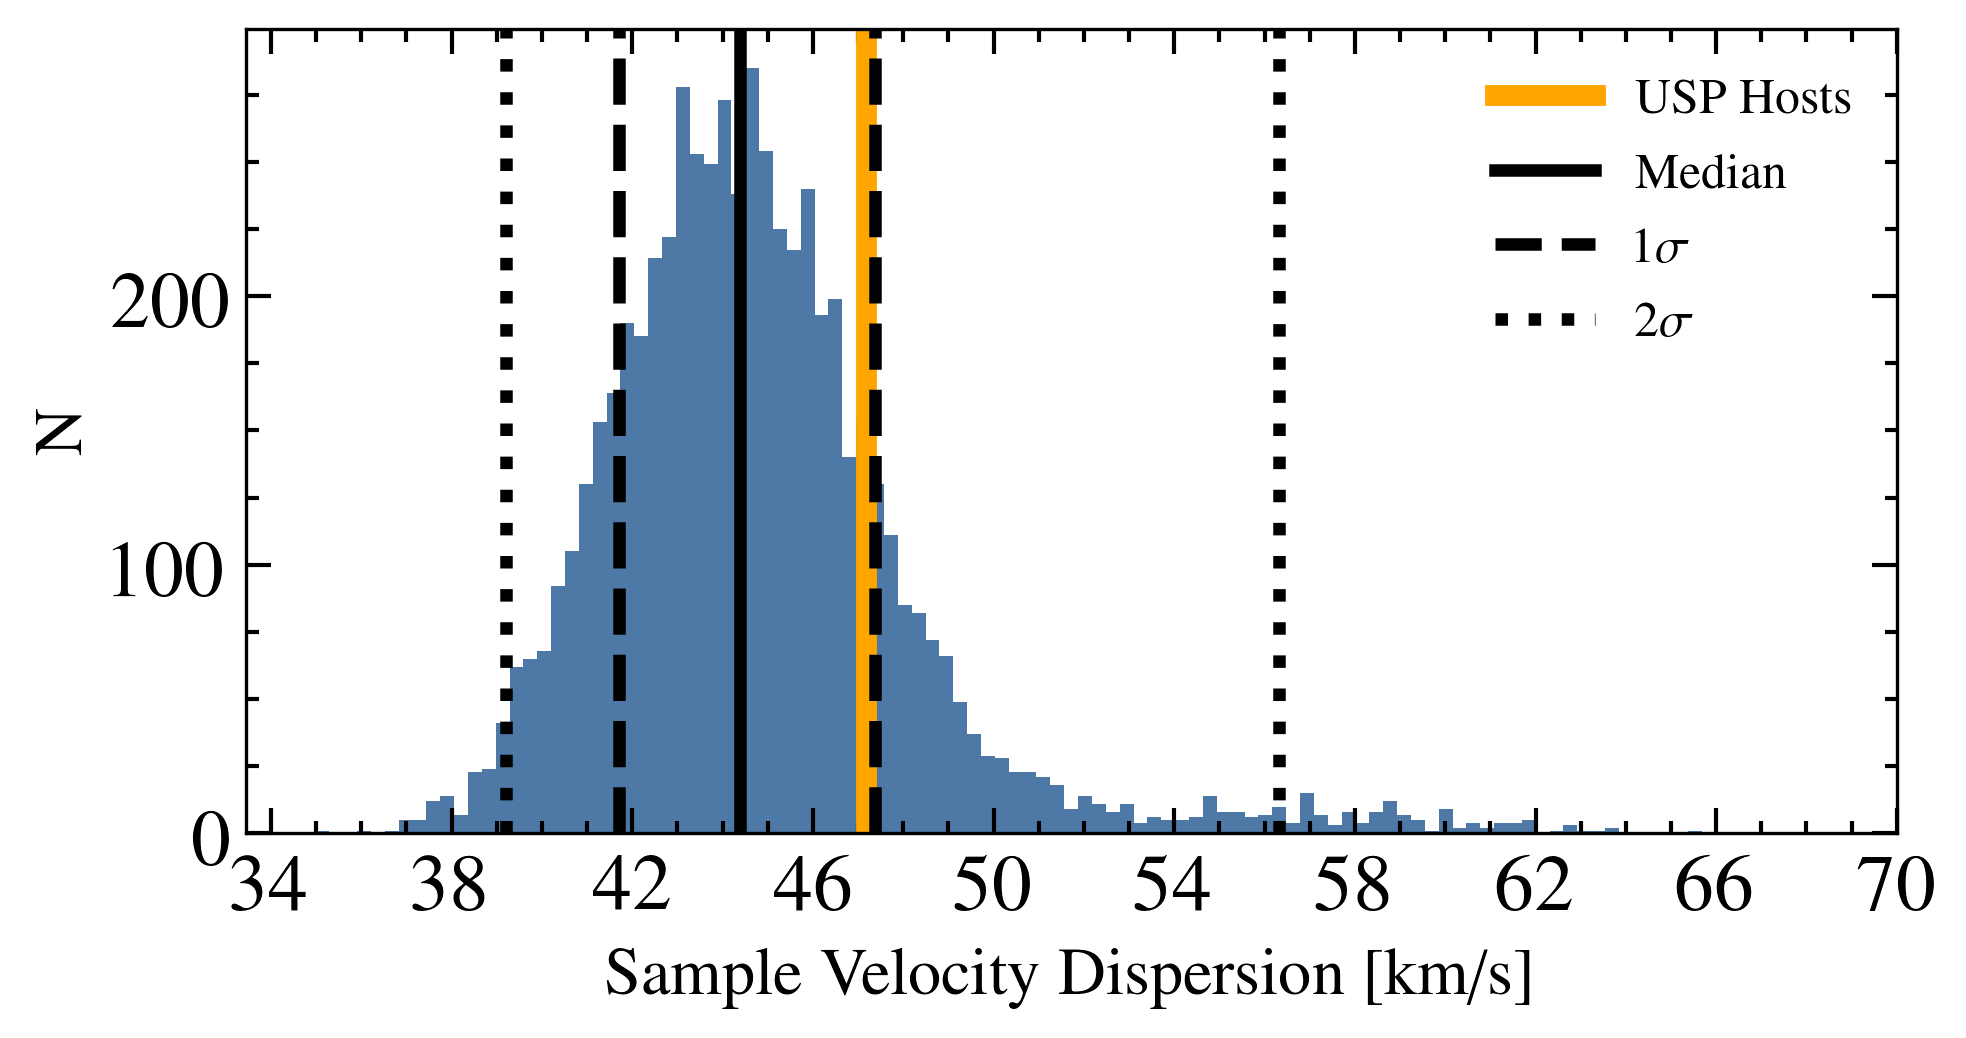 USP Hosts
Median
1σ
2σ
N
200
100
0
34 38 42 46 50 54 58 62 66 70
Sample Velocity Dispersion [km/s]